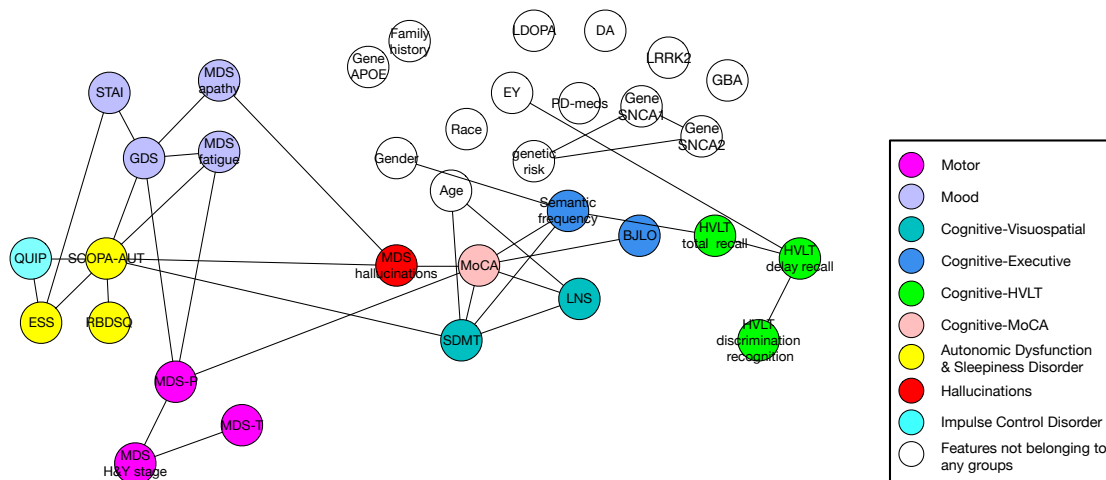 Family
history
LDOPA
DA
LRRK2
Gene
APOE
GBA
MDS
apathy
STAI
EY
PD-meds
Gene
SNCA1
Race
Gene
SNCA2
MDS
fatigue
GDS
Gender
genetic
risk
Age
Semantic
frequency
BJLO
HVLT
total recall
HVLT
delay recall
QUIP
SCOPA-AUT
MDS
hallucinations
MoCA
LNS
ESS
RBDSQ
SDMT
HVLT
discrimination
recognition
MDS-P
MDS-T
MDS
H&Y stage
Motor
Mood
Cognitive-Visuospatial
Cognitive-Executive
Cognitive-HVLT
Cognitive-MoCA
Autonomic Dysfunction
& Sleepiness Disorder
Hallucinations
Impulse Control Disorder
Features not belonging to
any groups